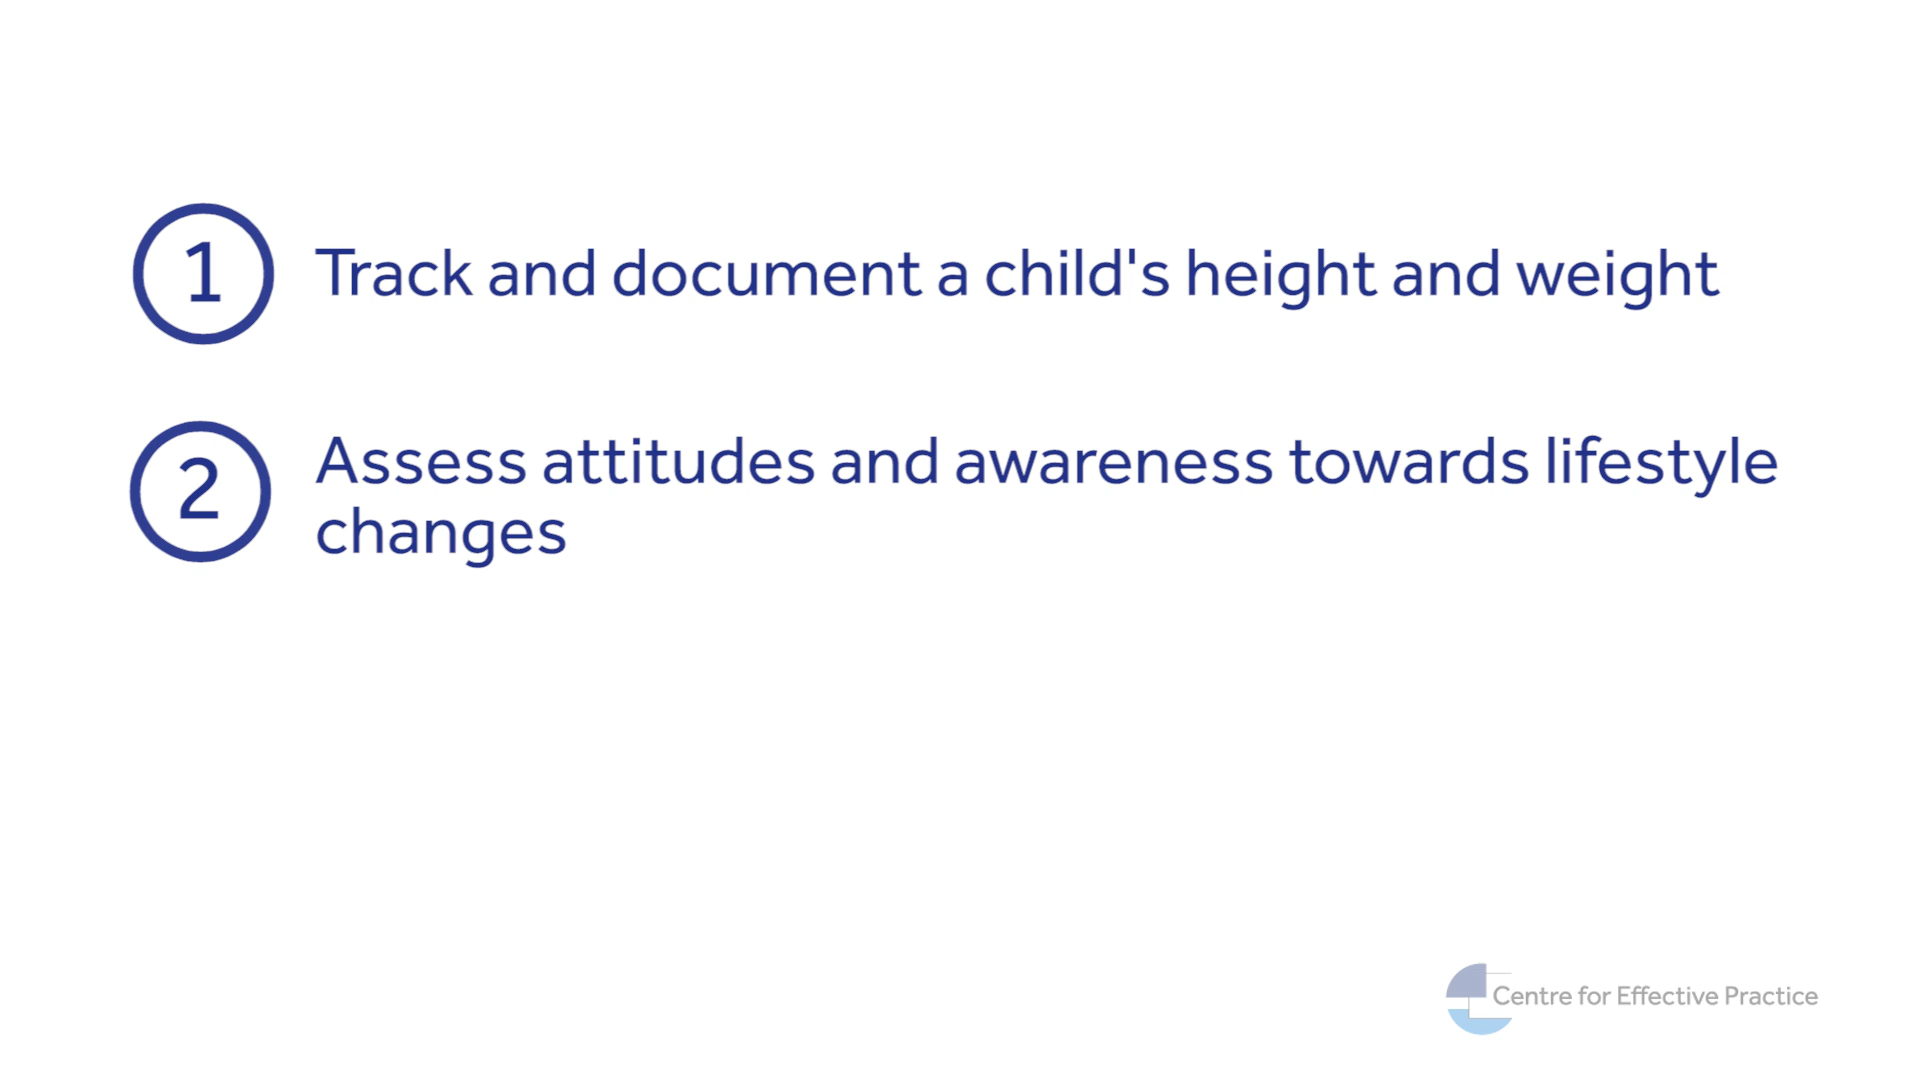 1
Track and document a child's height and weight
2
Assess attitudes and awareness towards lifestyle
changes
Centre for Effective Practice